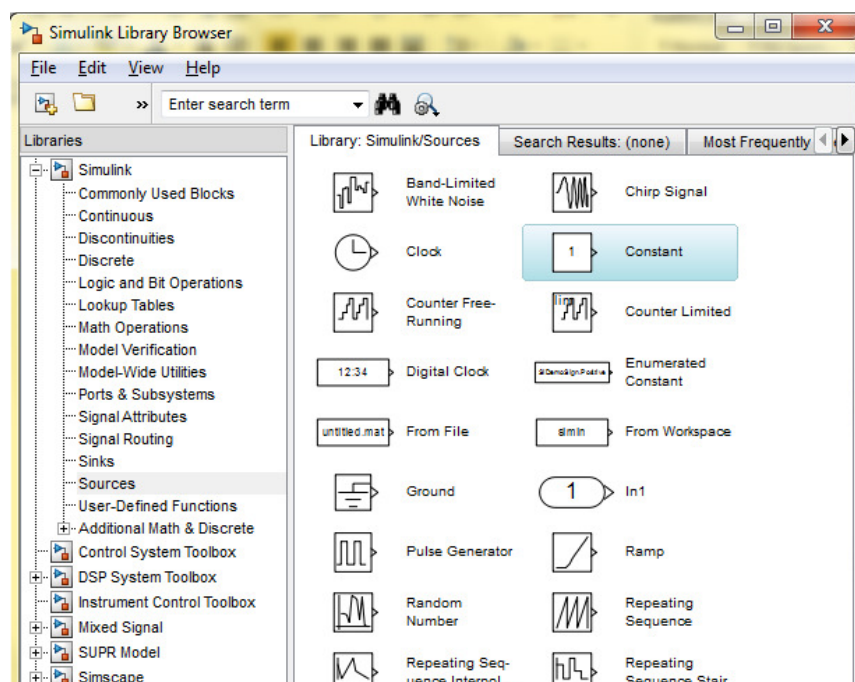 Simulink Library Browser
File Edit View Help
» Enter search term
Libraries
Simulink
Commonly Used Blocks
Continuous
Discontinuities
Discrete
Logic and Bit Operations
Lookup Tables
Math Operations
Model Verification
Model-Wide Utilities
Ports & Subsystems
Signal Attributes
Signal Routing
Sinks
Sources
User-Defined Functions
Additional Math & Discrete
Control System Toolbox
DSP System Toolbox
Instrument Control Toolbox
Mixed Signal
SUPR Model
Simscape
Library: Simulink/Sources Search Results: (none) Most Frequently
Band-Limited
White Noise
Chirp Signal
Clock
1 Constant
Counter Free-
Running
lim Counter Limited
12:34 Digital Clock
Enumerated
Constant
untitled.mat From File
simin From Workspace
Ground
1 In1
Pulse Generator
Ramp
Random
Number
Repeating
Sequence
Repeating Seq-
uence Interpol
Repeating
Sequence Stair